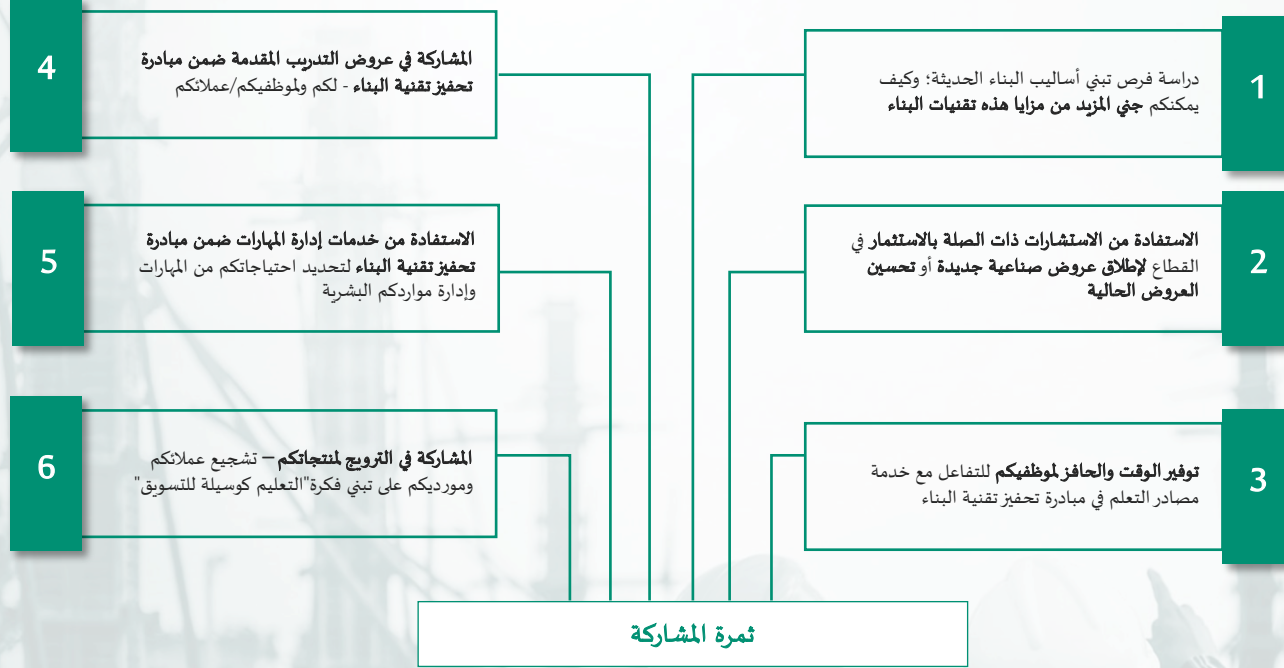 1
دراسة فرص تبني أساليب البناء الحديثة؛ وكيف
يمكنكم جني المزيد من مزايا هذه تقنيات البناء
2
الاستفادة من الاستشارات ذات الصلة بالاستثمار في
القطاع لإطلاق عروض صناعية جديدة أو تحسين
العروض الحالية
3
توفير الوقت والحافز لموظفيكم للتفاعل مع خدمة
مصادر التعلم في مبادرة تحفيز تقنية البناء
4
المشاركة في عروض التدريب المقدمة ضمن مبادرة
تحفيز تقنية البناء - لكم ولموظفيكم/عملائكم
5
الاستفادة من خدمات إدارة المهارات ضمن مبادرة
تحفيز تقنية البناء لتحديد احتياجاتكم من المهارات
وإدارة مواردكم البشرية
6
المشاركة في الترويج لمنتجاتكم – تشجيع عملائكم
ومورديكم على تبني فكرة"التعليم كوسيلة للتسويق"
ثمرة المشاركة